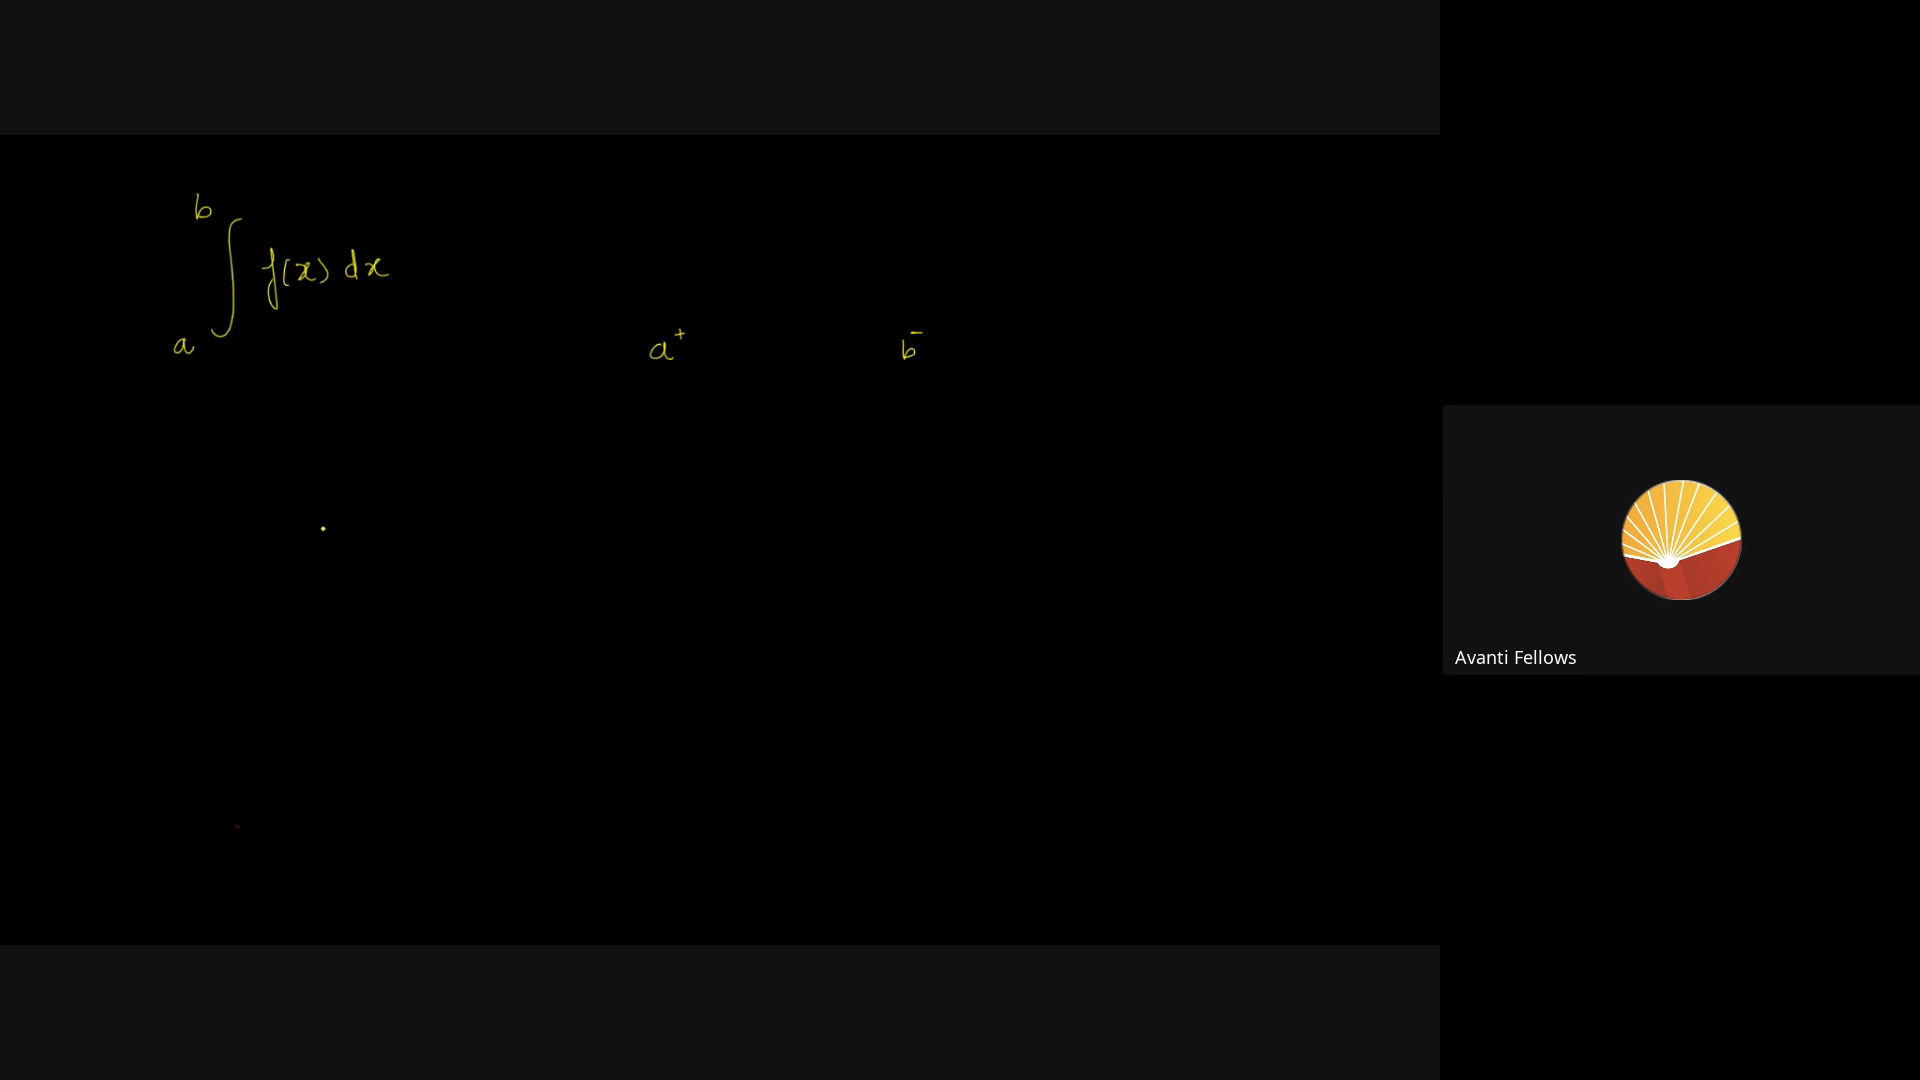 b
∫ f(x) dx
a
a⁺ b⁻
Avanti Fellows